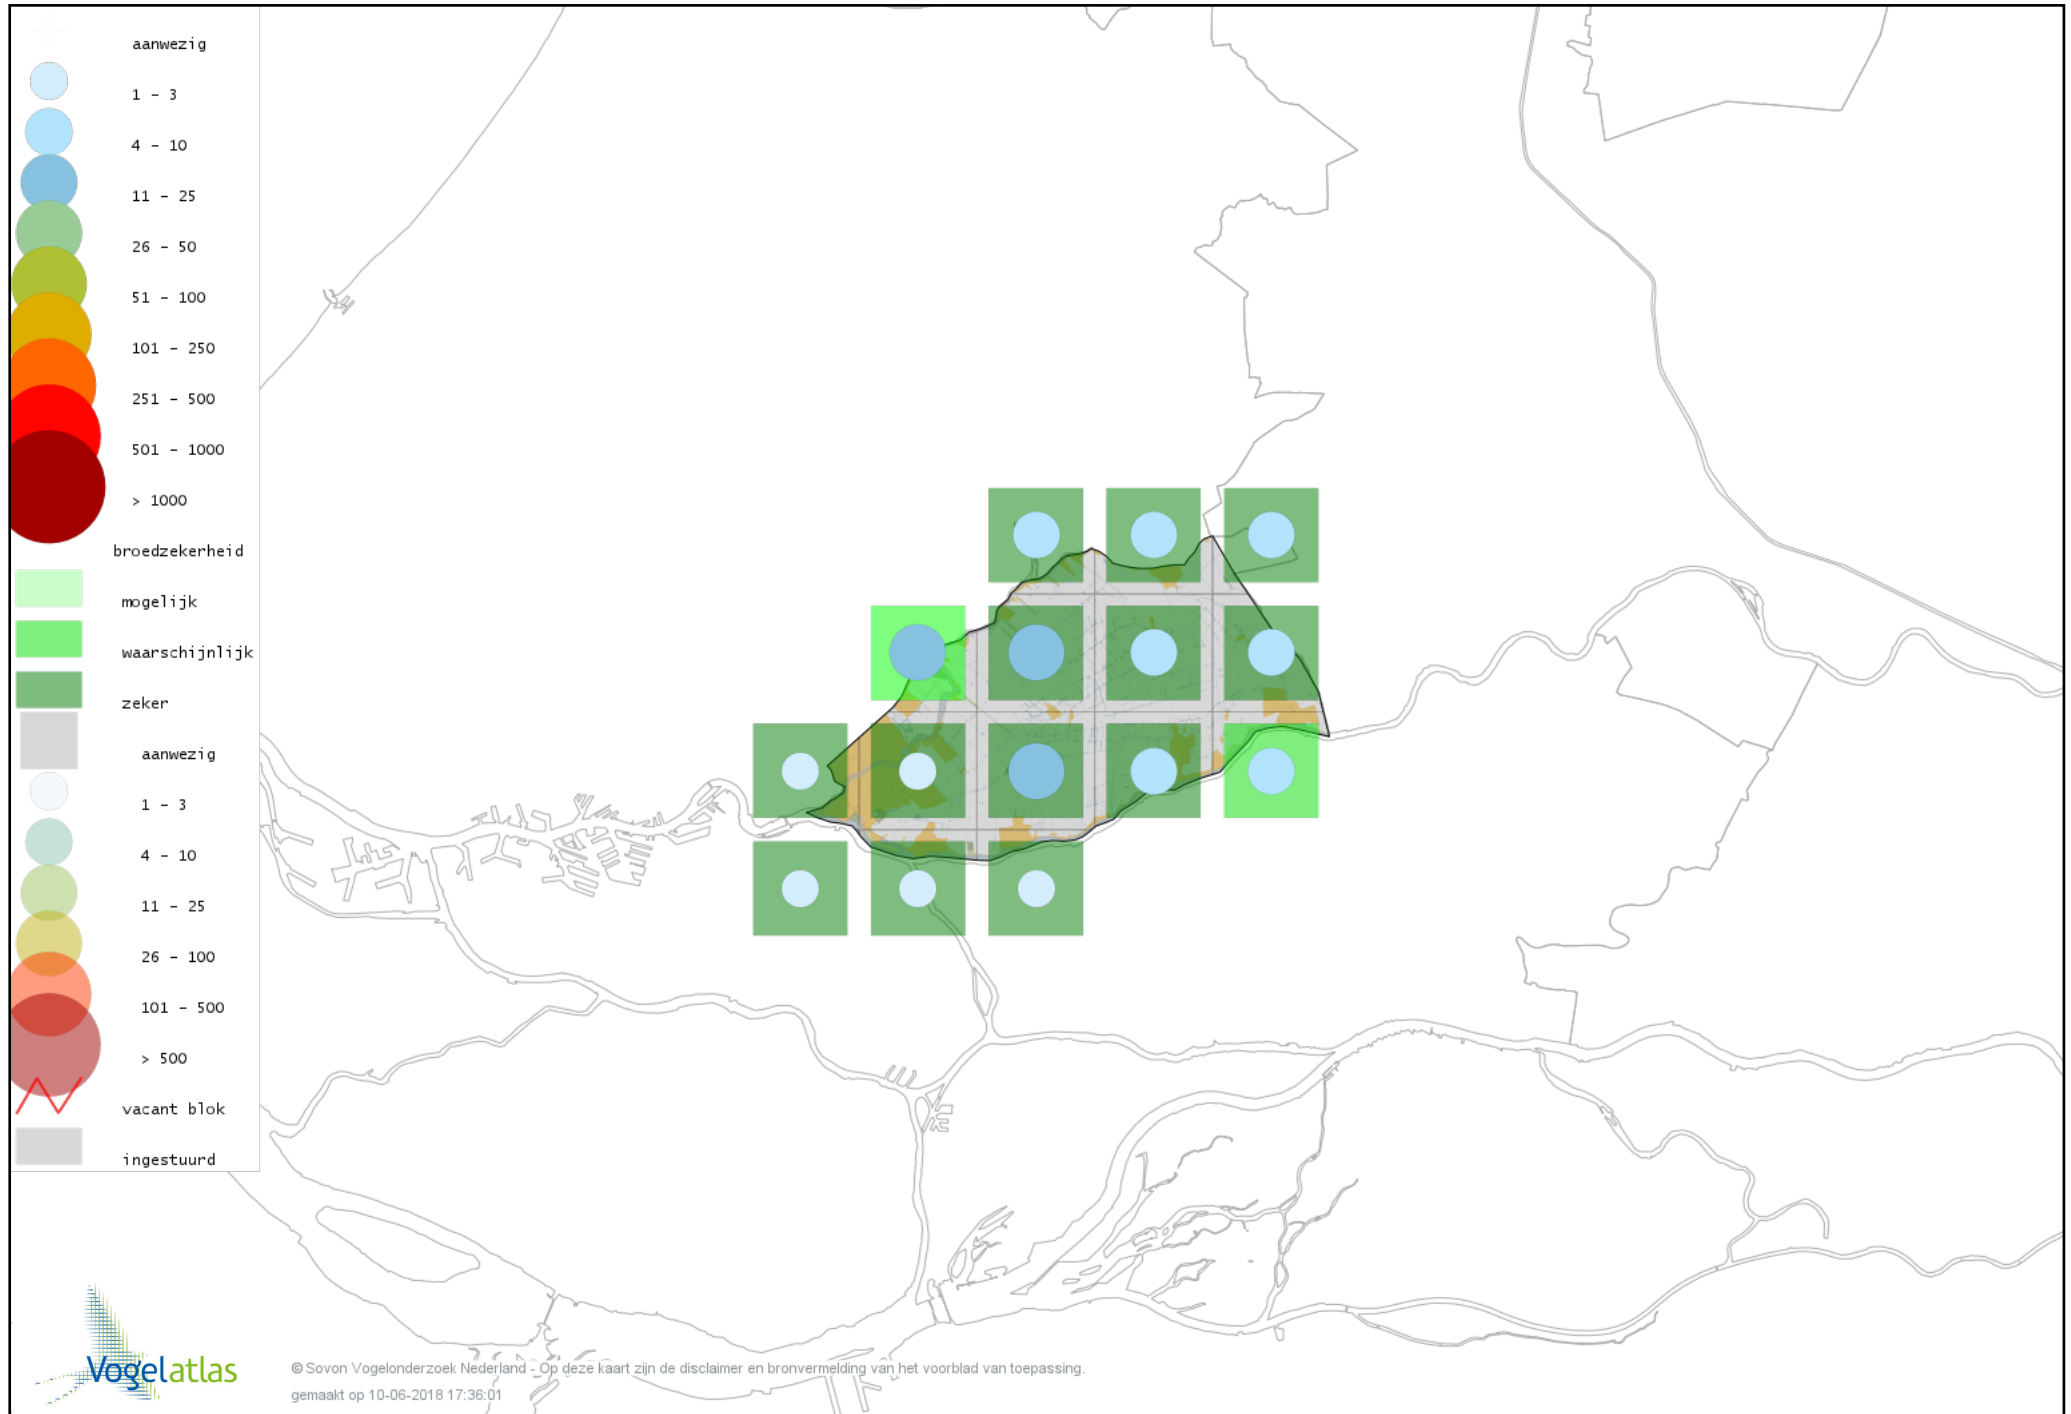 aanwezig
1 – 3
4 – 10
11 – 25
26 – 50
51 – 100
101 – 250
251 – 500
501 – 1000
> 1000
broedzekerheid
mogelijk
waarschijnlijk
zeker
aanwezig
1 – 3
4 – 10
11 – 25
26 – 100
101 – 500
> 500
vacant blok
ingestuurd
Vogelatlas
© Sovon Vogelonderzoek Nederland - Op deze kaart zijn de disclaimer en bronvermelding van het voorblad van toepassing.
gemaakt op 10-06-2018 17:36:01